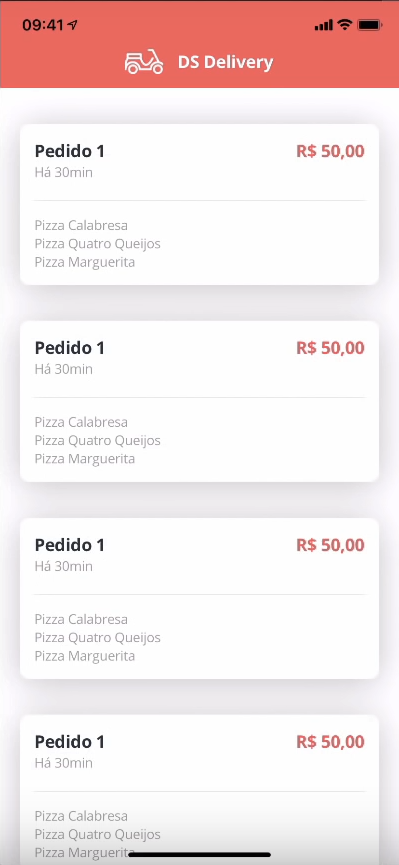 09:41
DS Delivery
Pedido 1 R$ 50,00
Há 30min
Pizza Calabresa
Pizza Quatro Queijos
Pizza Marguerita
Pedido 1 R$ 50,00
Há 30min
Pizza Calabresa
Pizza Quatro Queijos
Pizza Marguerita
Pedido 1 R$ 50,00
Há 30min
Pizza Calabresa
Pizza Quatro Queijos
Pizza Marguerita
Pedido 1 R$ 50,00
Há 30min
Pizza Calabresa
Pizza Quatro Queijos
Pizza Marguerita